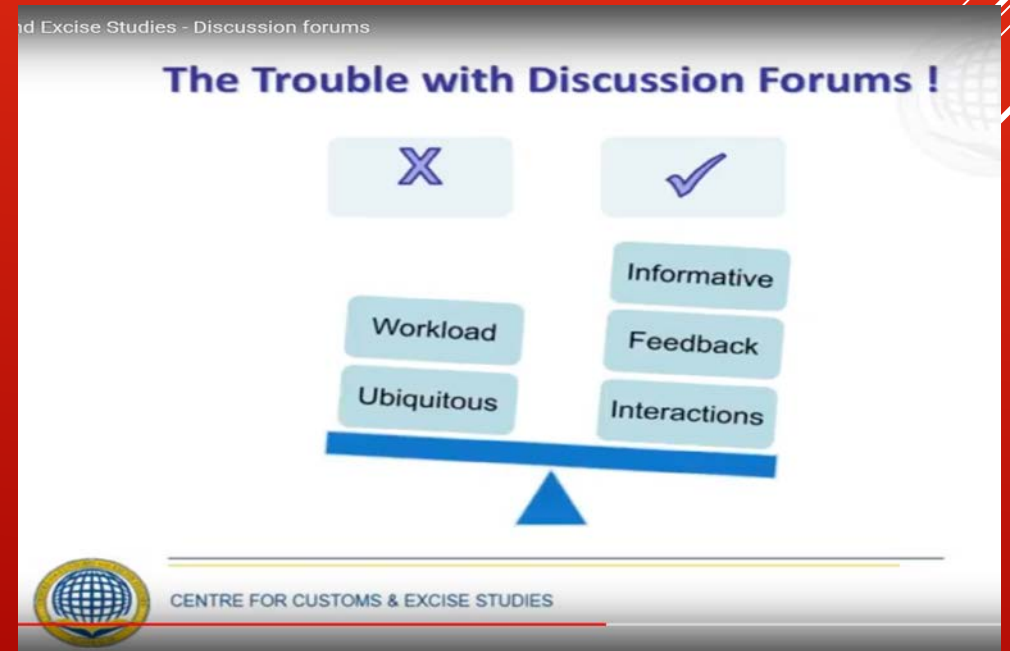 nd Excise Studies - Discussion forums
The Trouble with Discussion Forums !
X
Informative
Workload
Feedback
Ubiquitous
Interactions
CENTRE FOR CUSTOMS & EXCISE STUDIES